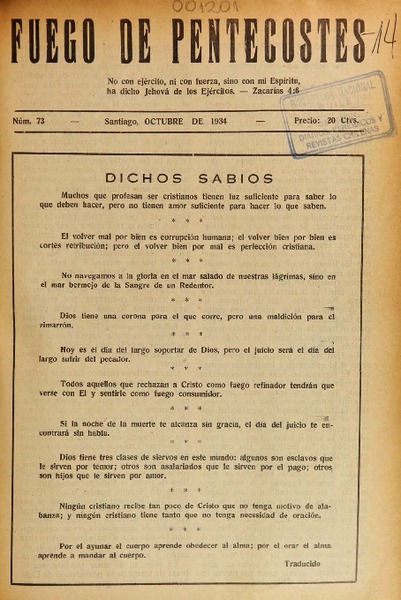 001201
FUEGO DE PENTECOSTES
14
No con ejército, ni con fuerza, sino con mi Espíritu,
ha dicho Jehová de los Ejércitos. — Zacarías 4:6
Núm. 73 — Santiago, OCTUBRE DE 1934 — Precio: 20 Ctvs.
REVISTAS CHILENAS
DICHOS SABIOS
Muchos que profesan ser cristianos tienen luz suficiente para saber lo
que deben hacer, pero no tienen amor suficiente para hacer lo que saben.
* * *
El volver mal por bien es corrupción humana; el volver bien por bien es
cortés retribución; pero el volver bien por mal es perfección cristiana.
* * *
No navegamos a la gloria en el mar salado de nuestras lágrimas, sino en
el mar bermejo de la Sangre de un Redentor.
* * *
Dios tiene una corona para el que corre, pero una maldición para el
cimarrón.
* * *
Hoy es el día del largo soportar de Dios, pero el juicio será el día del
largo sufrir del pecador.
* * *
Todos aquellos que rechazan a Cristo como fuego refinador tendrán que
verse con El y sentirle como fuego consumidor.
* * *
Si la noche de la muerte te alcanza sin gracia, el día del juicio te en-
contrará sin habla.
* * *
Dios tiene tres clases de siervos en este mundo: algunos son esclavos que
le sirven por temor; otros son asalariados que le sirven por el pago; otros
son hijos que le sirven por amor.
* * *
Ningún cristiano recibe tan poco de Cristo que no tenga motivo de ala-
banza; y ningún cristiano tiene tanto que no tenga necesidad de oración.
* * *
Por el ayunar el cuerpo aprende obedecer al alma; por el orar el alma
aprende a mandar al cuerpo.
Traducido